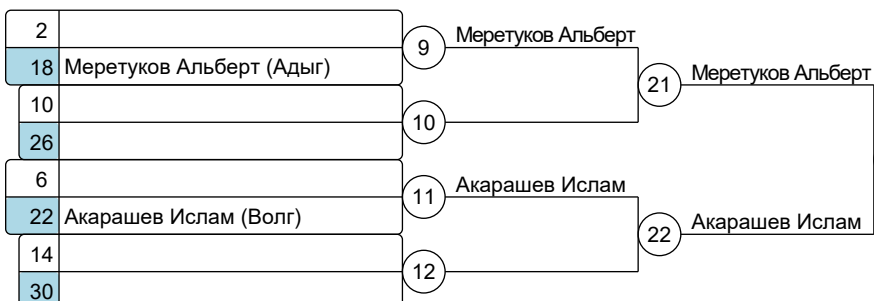 2
9 Меретуков Альберт
18 Меретуков Альберт (Адыг)
21 Меретуков Альберт
10
10
26
6
11 Акарашев Ислам
22 Акарашев Ислам (Волг)
22 Акарашев Ислам
14
12
30